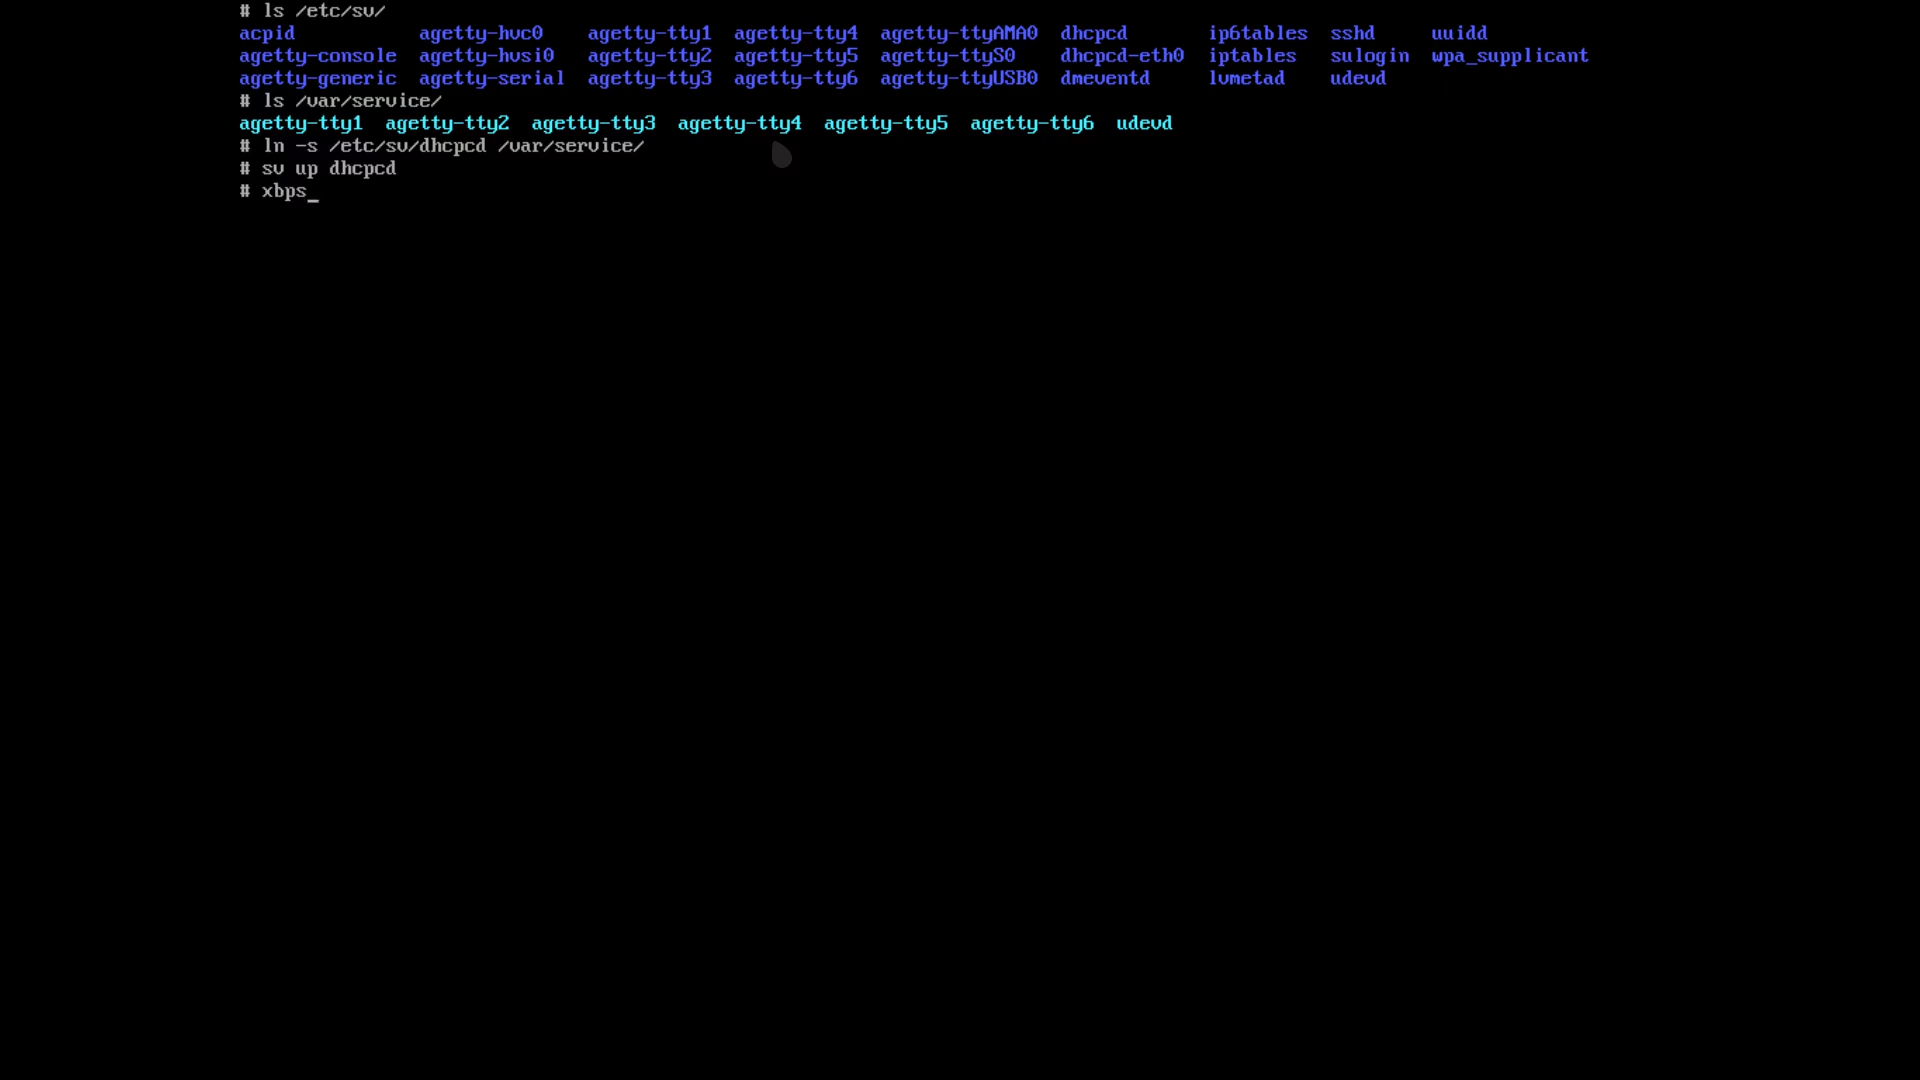 # ls /etc/sv/
acpid agetty-hvc0 agetty-tty1 agetty-tty4 agetty-ttyAMA0 dhcpcd ip6tables sshd uuidd
agetty-console agetty-hvsi0 agetty-tty2 agetty-tty5 agetty-ttyS0 dhcpcd-eth0 iptables sulogin wpa_supplicant
agetty-generic agetty-serial agetty-tty3 agetty-tty6 agetty-ttyUSB0 dmeventd lvmetad udevd
# ls /var/service/
agetty-tty1 agetty-tty2 agetty-tty3 agetty-tty4 agetty-tty5 agetty-tty6 udevd
# ln -s /etc/sv/dhcpcd /var/service/
# sv up dhcpcd
# xbps_